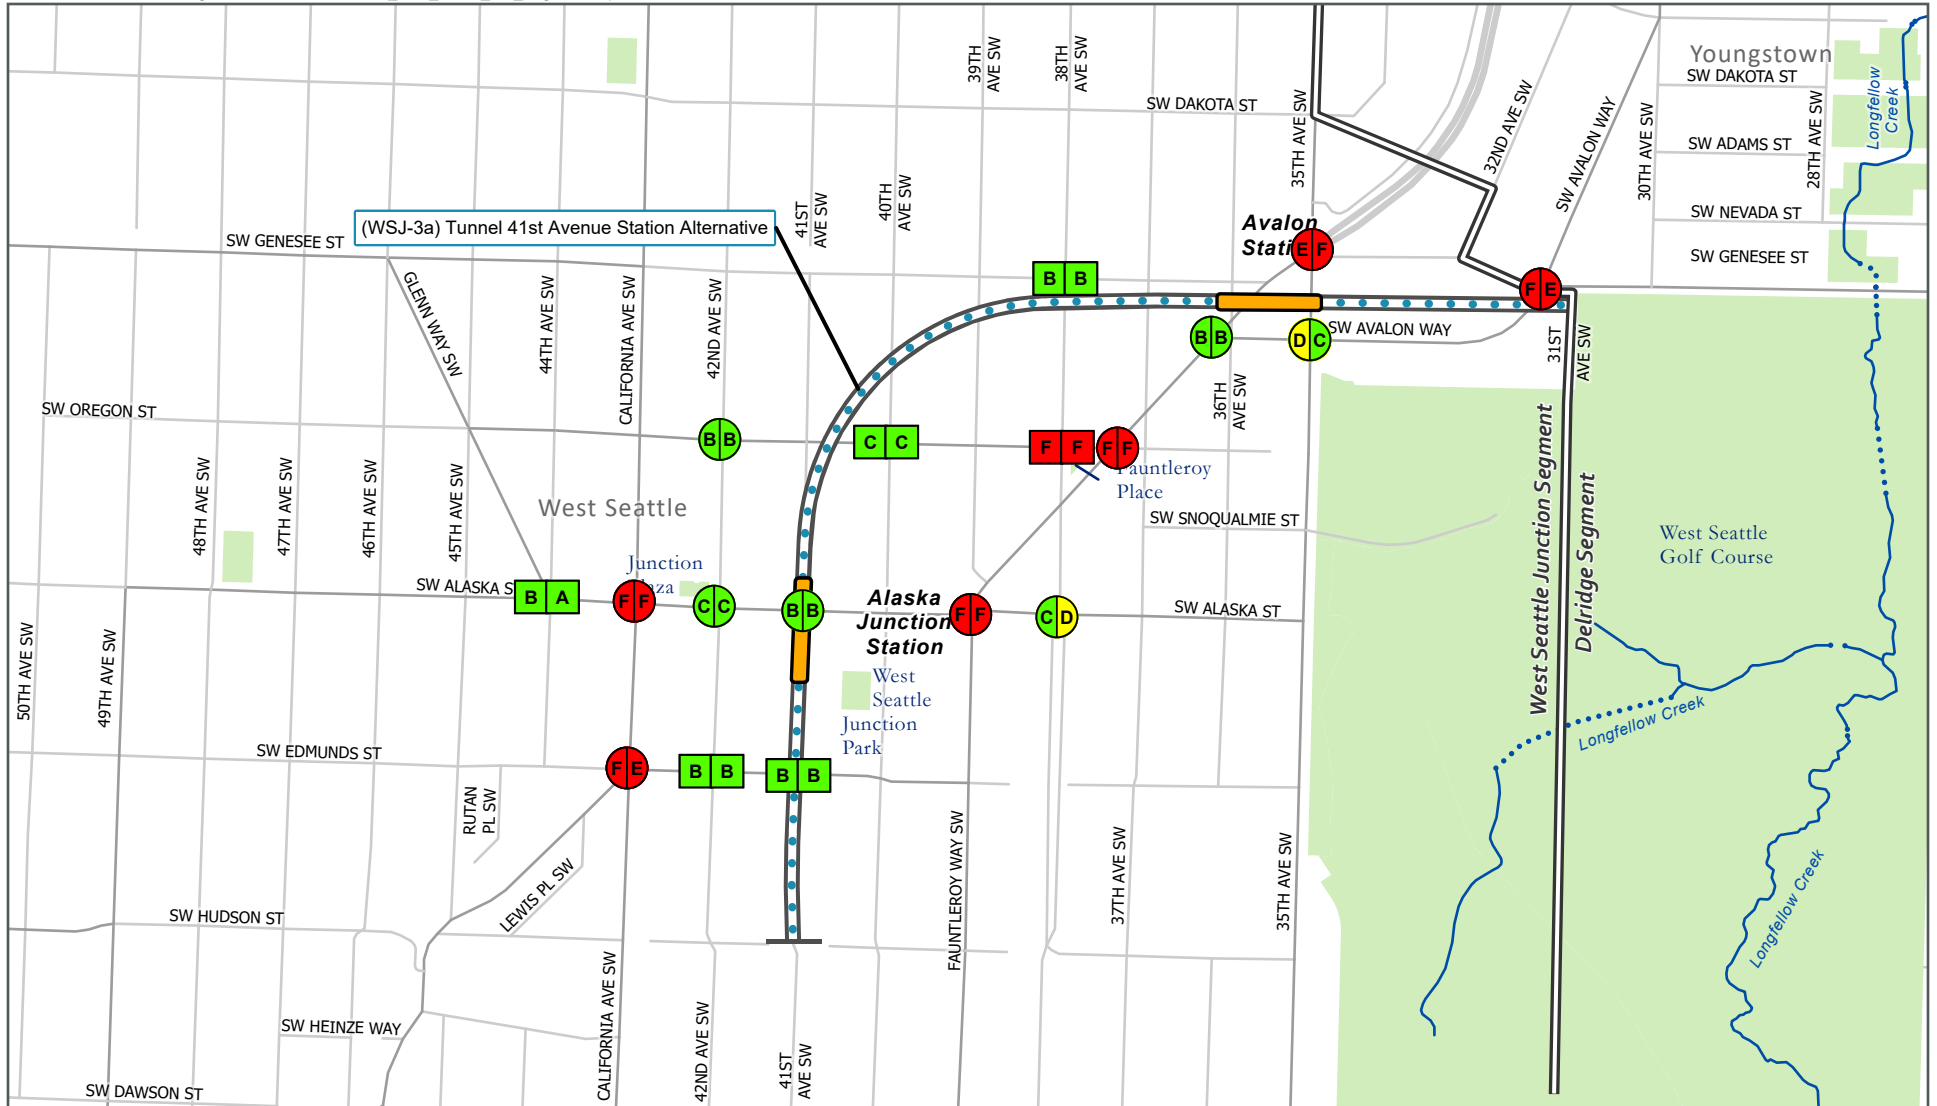 39TH
AVE SW
38TH
AVE SW
Youngstown
SW DAKOTA ST
SW DAKOTA ST
35TH AVE SW
32ND AVE SW
SW AVALON WAY
30TH AVE SW
28TH AVE SW
Longfellow
Creek
SW ADAMS ST
SW NEVADA ST
SW GENESEE ST
41ST
AVE SW
40TH
AVE SW
(WSJ-3a) Tunnel 41st Avenue Station Alternative
SW GENESEE ST
Avalon
Stati
E F
B B
F E
GLENN WAY SW
44TH AVE SW
CALIFORNIA AVE SW
42ND AVE SW
B B
D C
SW AVALON WAY
31ST
AVE SW
36TH
AVE SW
SW OREGON ST
B B
C C
F F
F F
Fauntleroy
Place
48TH AVE SW
47TH AVE SW
46TH AVE SW
45TH AVE SW
West Seattle
SW SNOQUALMIE ST
West Seattle Junction Segment
Delridge Segment
West Seattle
Golf Course
Junction
aza
SW ALASKA S
B A
F F
C C
B B
Alaska
Junction
Station
F F
C D
SW ALASKA ST
50TH AVE SW
49TH AVE SW
West
Seattle
Junction
Park
Longfellow Creek
SW EDMUNDS ST
F E
B B
B B
RUTAN
PL SW
LEWIS PL SW
FAUNTLEROY WAY SW
37TH AVE SW
35TH AVE SW
Longfellow Creek
SW HUDSON ST
CALIFORNIA AVE SW
42ND AVE SW
41ST
AVE SW
SW HEINZE WAY
SW DAWSON ST